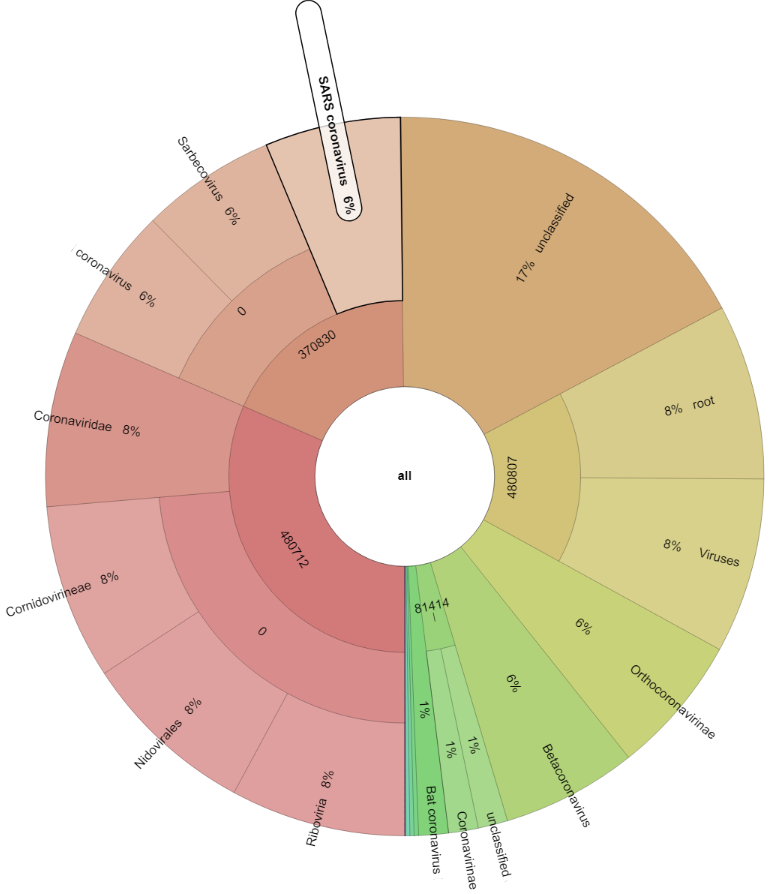 SARS coronavirus 6%
Sarbecovirus 6%
coronavirus 6%
17% unclassified
0
370830
Coronaviridae 8%
8% root
480807
all
480712
Cornidovirineae 8%
0
8% Viruses
6%
Orthocoronavirinae
81414
6%
Betacoronavirus
Nidovirales 8%
Riboviria 8%
1%
Bat coronavirus
1%
Coronavirinae
1%
unclassified